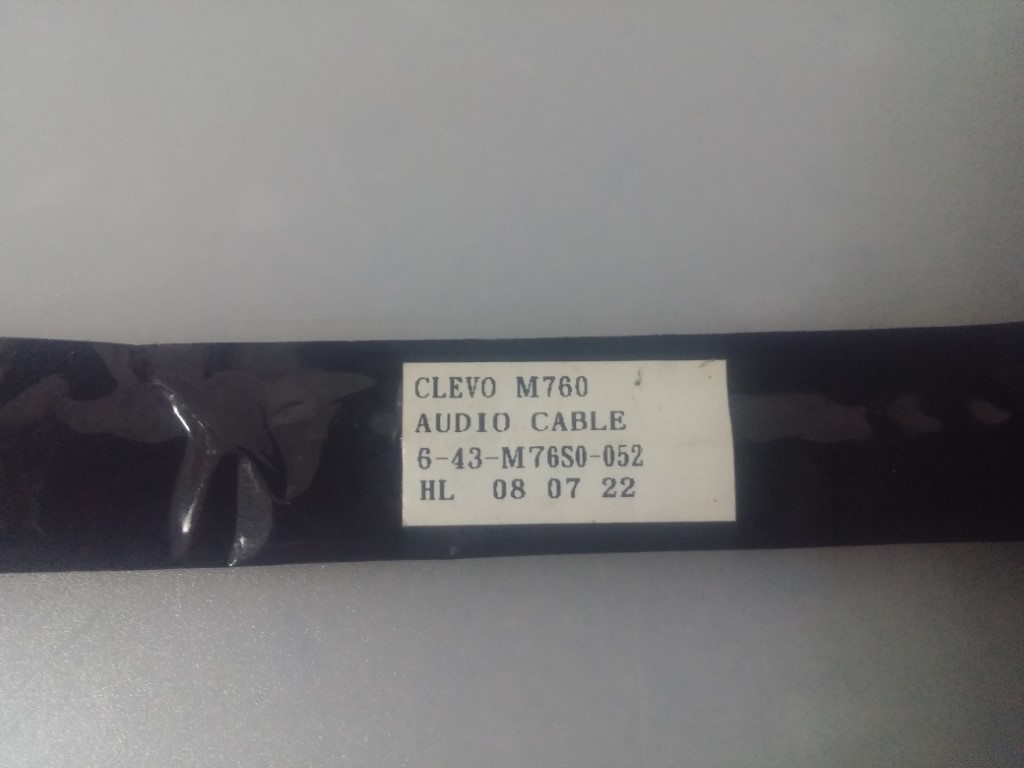 CLEVO M760
AUDIO CABLE
6-43-M76S0-052
HL 08 07 22